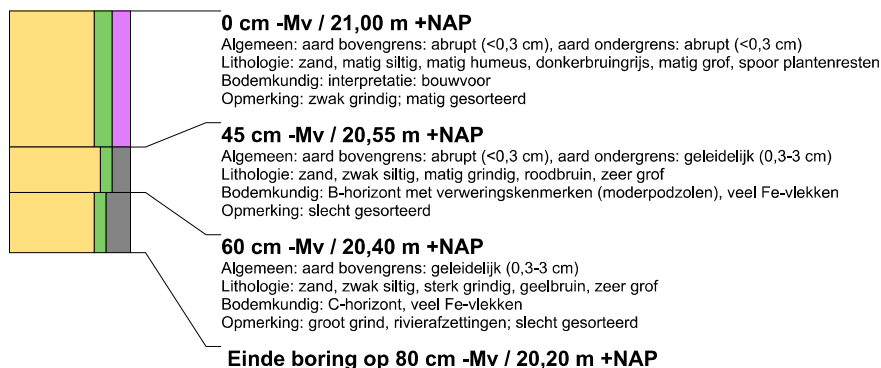 0 cm -Mv / 21,00 m +NAP
Algemeen: aard bovengrens: abrupt (<0,3 cm), aard ondergrens: abrupt (<0,3 cm)
Lithologie: zand, matig siltig, matig humeus, donkerbruingrijs, matig grof, spoor plantenresten
Bodemkundig: interpretatie: bouwvoor
Opmerking: zwak grindig; matig gesorteerd
45 cm -Mv / 20,55 m +NAP
Algemeen: aard bovengrens: abrupt (<0,3 cm), aard ondergrens: geleidelijk (0,3-3 cm)
Lithologie: zand, zwak siltig, matig grindig, roodbruin, zeer grof
Bodemkundig: B-horizont met verweringskenmerken (moderpodzolen), veel Fe-vlekken
Opmerking: slecht gesorteerd
60 cm -Mv / 20,40 m +NAP
Algemeen: aard bovengrens: geleidelijk (0,3-3 cm)
Lithologie: zand, zwak siltig, sterk grindig, geelbruin, zeer grof
Bodemkundig: C-horizont, veel Fe-vlekken
Opmerking: groot grind, rivierafzettingen; slecht gesorteerd
Einde boring op 80 cm -Mv / 20,20 m +NAP